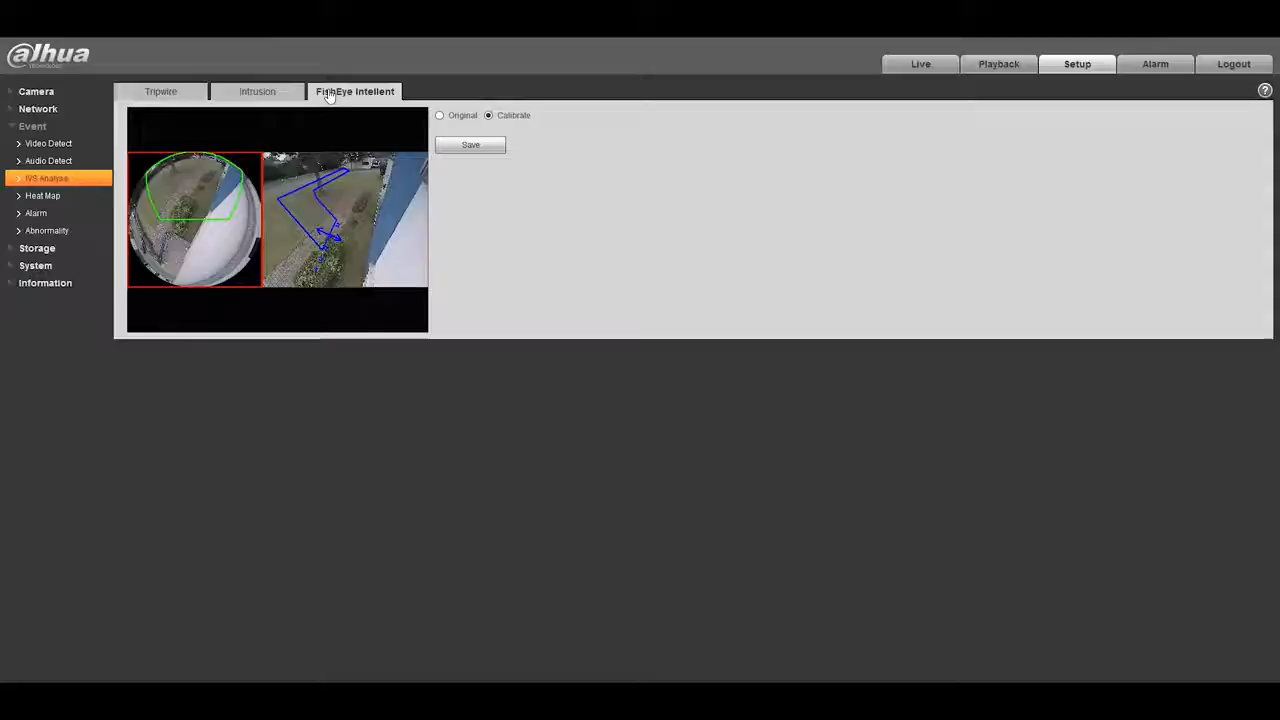 alhua
TECHNOLOGY
Live
Playback
Setup
Alarm
Logout
Camera
Network
Event
Video Detect
Audio Detect
IVS Analyse
Heat Map
Alarm
Abnormality
Storage
System
Information
Tripwire
Intrusion
FishEye Intellent
?
Original
Calibrate
Save